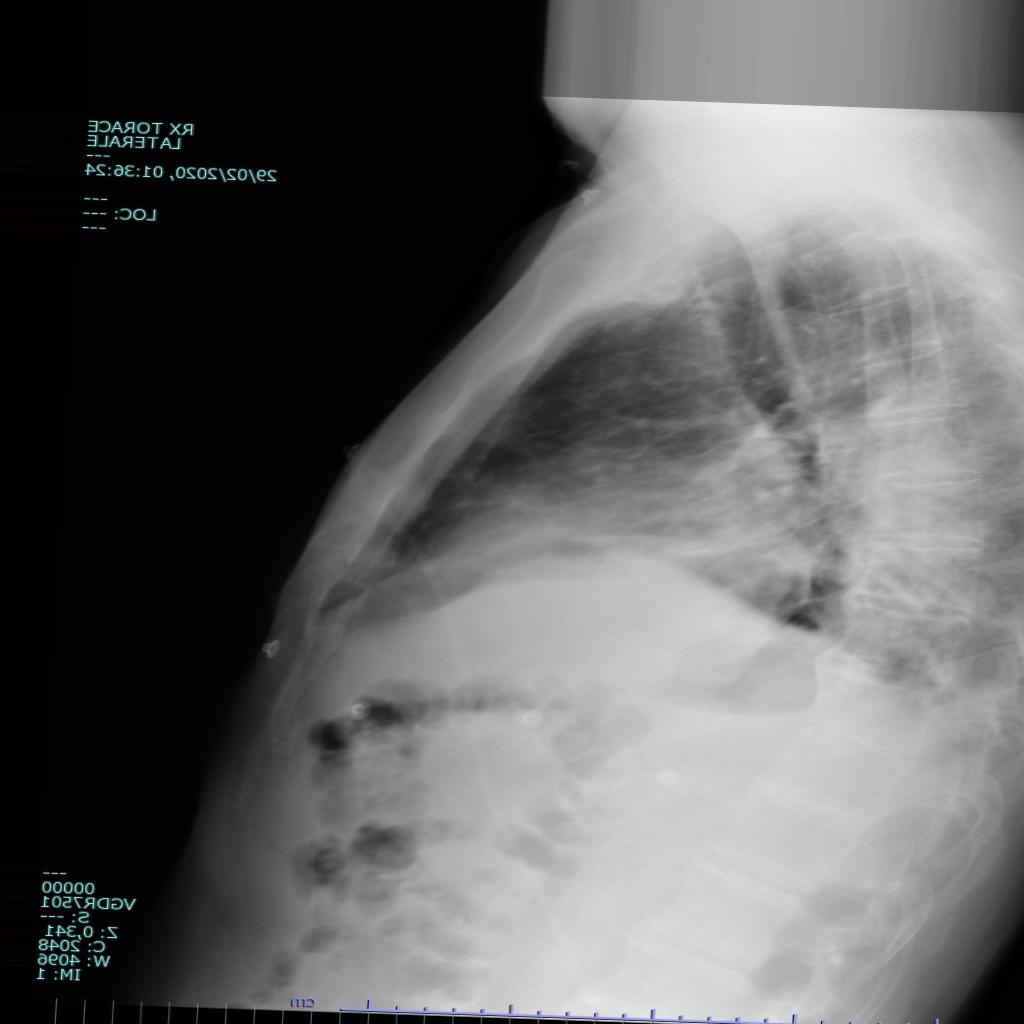 RX TORACE
LATERALE
---
29/02/2020, 01:36:24
---
LOC: ---
---
---
00000
VGDR7501
S: ---
Z: 0,341
C: 2048
W: 4096
IM: 1
cm